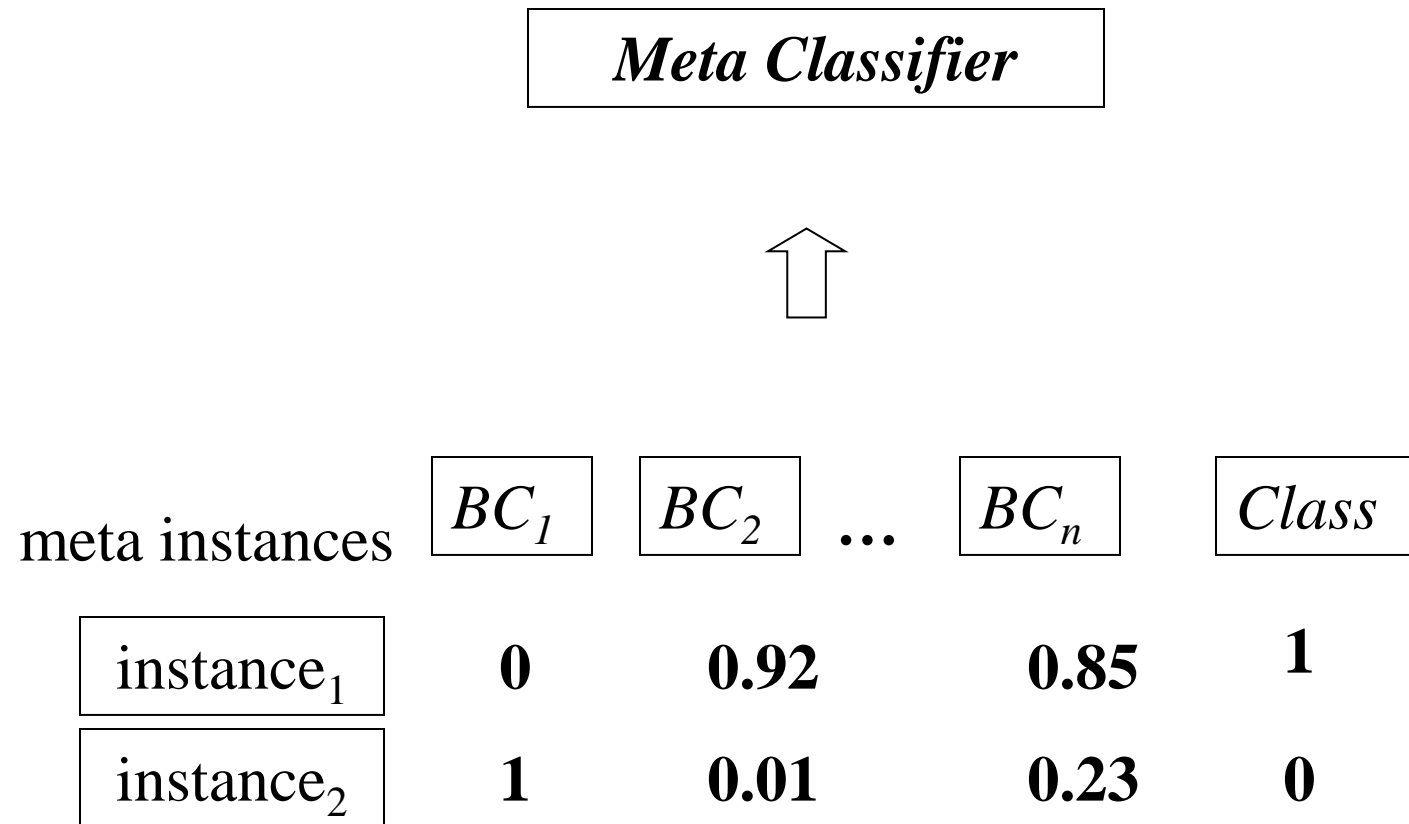 Meta Classifier
meta instances BC₁ BC₂ ... BCₙ Class
instance₁ 0 0.92 0.85 1
instance₂ 1 0.01 0.23 0